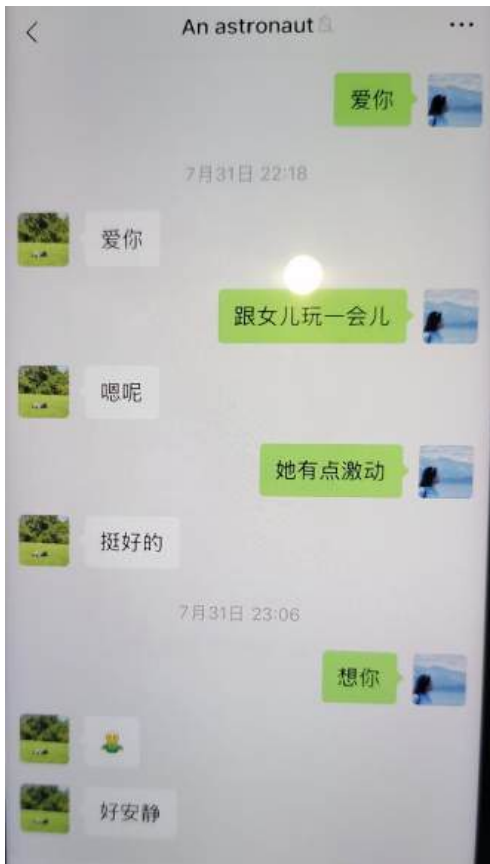 An astronaut
爱你
7月31日 22:18
爱你
跟女儿玩一会儿
嗯呢
她有点激动
挺好的
7月31日 23:06
想你
好安静